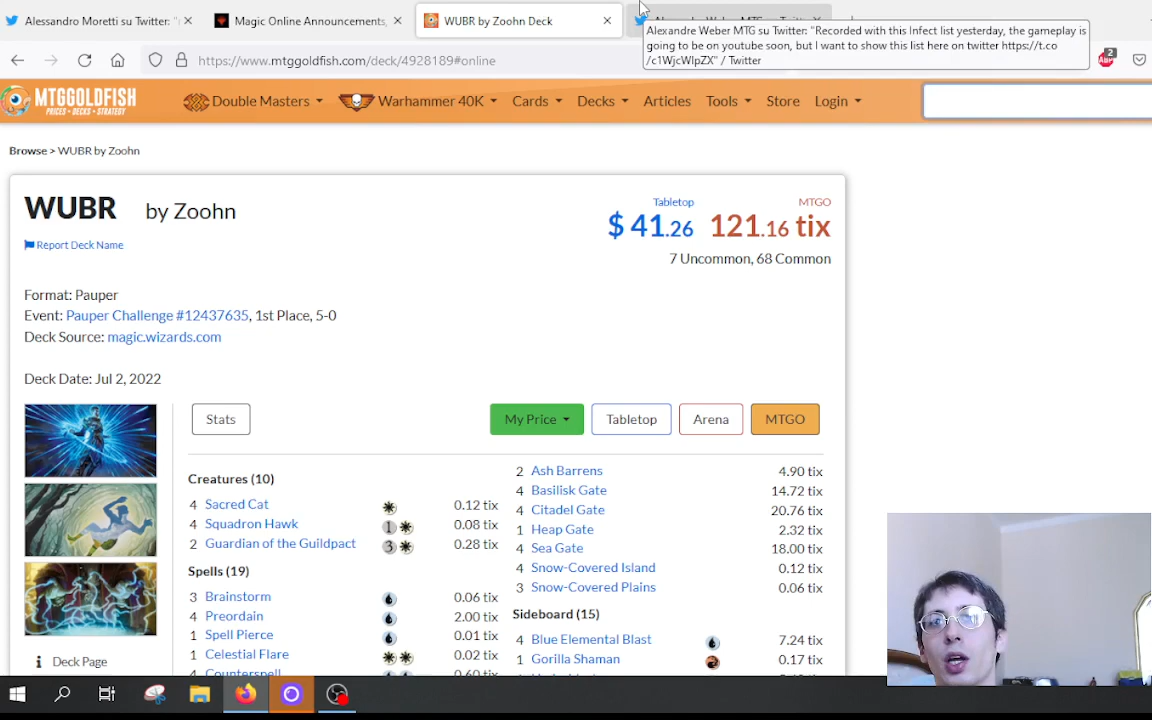 Alessandro Moretti su Twitter: "
Magic Online Announcements,
WUBR by Zoohn Deck
Alexandre Weber MTG su Twitter: "Recorded with this Infect list yesterday, the gameplay is
going to be on youtube soon, but I want to show this list here on twitter https://t.co
/c1WjcWlpZX" / Twitter
https://www.mtggoldfish.com/deck/4928189#online
2
MTGGOLDFISH
PRICES • DECKS • STRATEGY
Double Masters
Warhammer 40K
Cards
Decks
Articles
Tools
Store
Login
Browse > WUBR by Zoohn
WUBR by Zoohn
Report Deck Name
Tabletop
$ 41.26
MTGO
121.16 tix
7 Uncommon, 68 Common
Format: Pauper
Event: Pauper Challenge #12437635, 1st Place, 5-0
Deck Source: magic.wizards.com
Deck Date: Jul 2, 2022
Stats
My Price
Tabletop
Arena
MTGO
Creatures (10)
4 Sacred Cat 0.12 tix
4 Squadron Hawk 1 0.08 tix
2 Guardian of the Guildpact 3 0.28 tix
Spells (19)
3 Brainstorm 0.06 tix
4 Preordain 2.00 tix
1 Spell Pierce 0.01 tix
1 Celestial Flare 0.02 tix
4 Counterspell 0.60 tix
2 Ash Barrens 4.90 tix
4 Basilisk Gate 14.72 tix
4 Citadel Gate 20.76 tix
1 Heap Gate 2.32 tix
4 Sea Gate 18.00 tix
4 Snow-Covered Island 0.12 tix
3 Snow-Covered Plains 0.06 tix
Sideboard (15)
4 Blue Elemental Blast 7.24 tix
1 Gorilla Shaman 0.17 tix
Deck Page